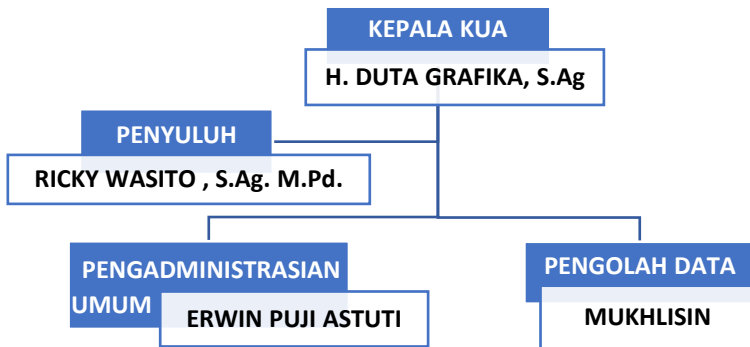 KEPALA KUA
H. DUTA GRAFIKA, S.Ag
PENYULUH
RICKY WASITO , S.Ag. M.Pd.
PENGADMINISTRASIAN
UMUM
ERWIN PUJI ASTUTI
PENGOLAH DATA
MUKHLISIN